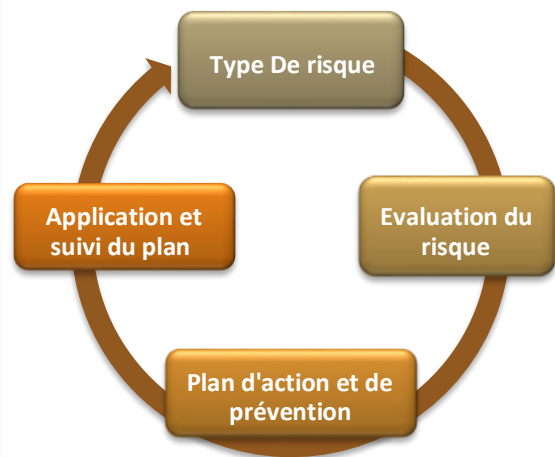 Type De risque
Evaluation du
risque
Plan d'action et de
prévention
Application et
suivi du plan